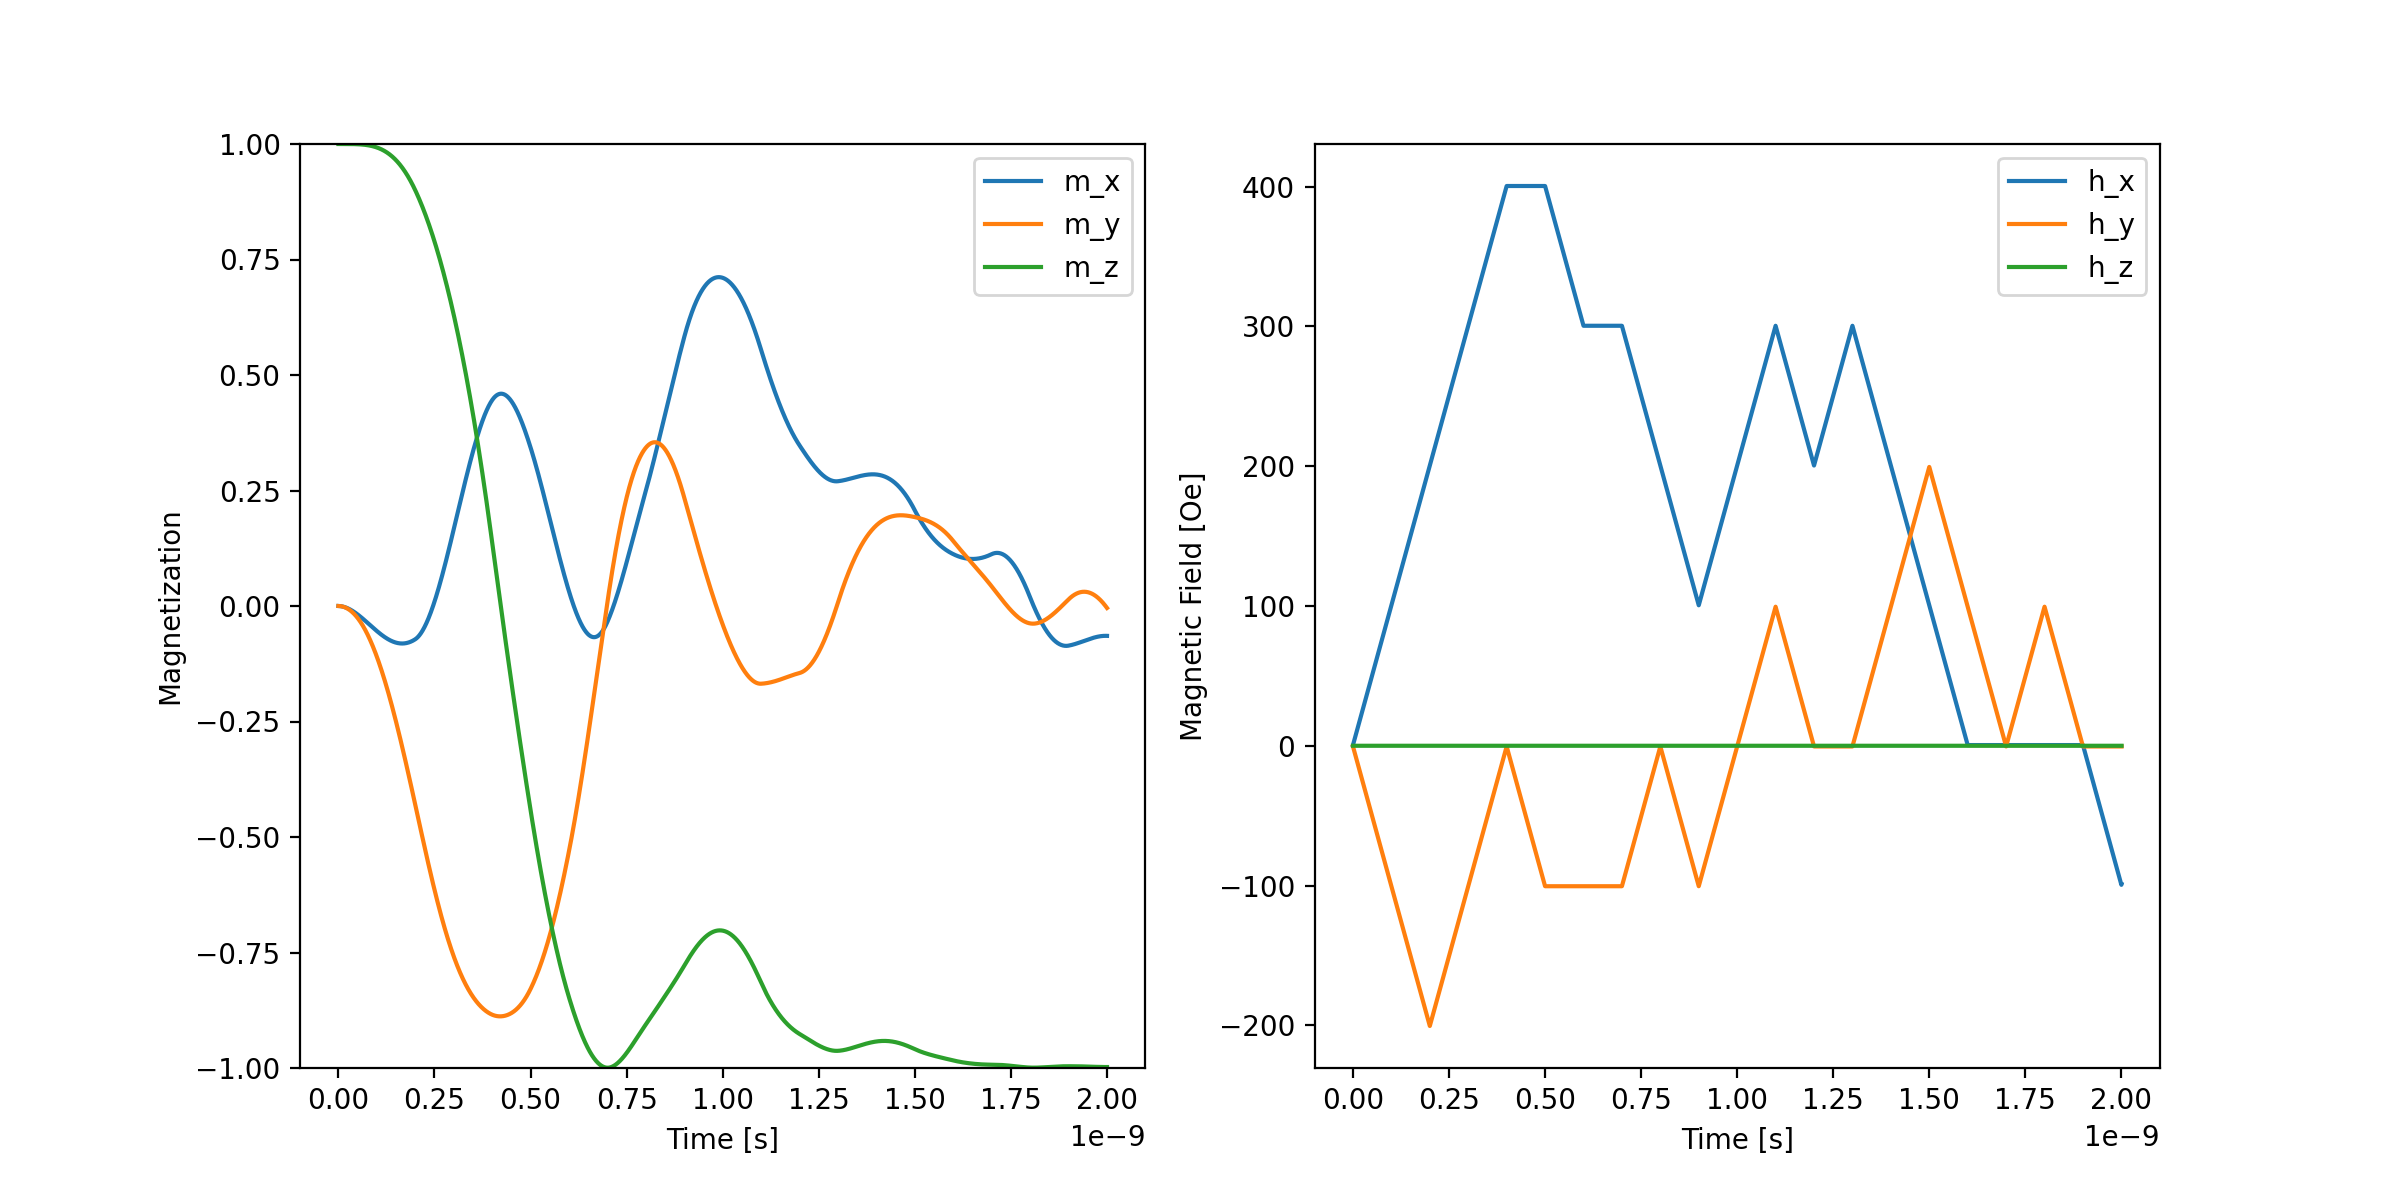 Magnetization
1.00
0.75
0.50
0.25
0.00
−0.25
−0.50
−0.75
−1.00
m_x
m_y
m_z
0.00 0.25 0.50 0.75 1.00 1.25 1.50 1.75 2.00
Time [s]
1e−9
Magnetic Field [Oe]
400
300
200
100
0
−100
−200
h_x
h_y
h_z
0.00 0.25 0.50 0.75 1.00 1.25 1.50 1.75 2.00
Time [s]
1e−9